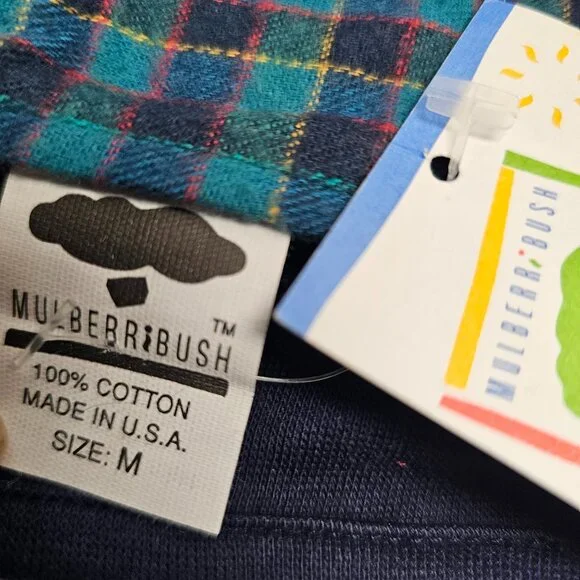 MULBERRiBUSH™
100% COTTON
MADE IN U.S.A.
SIZE: M
MULBERRiBUSH